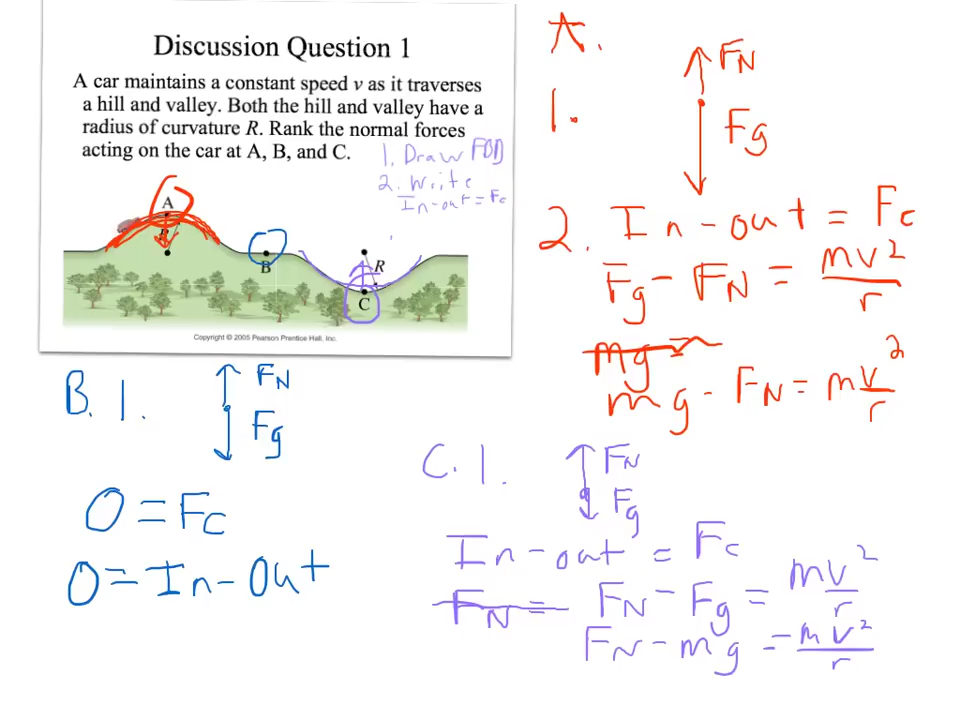 Discussion Question 1
A car maintains a constant speed v as it traverses
a hill and valley. Both the hill and valley have a
radius of curvature R. Rank the normal forces
acting on the car at A, B, and C.
1. Draw FBD
2. Write
In-out = Fc
A
B
R
C
Copyright © 2005 Pearson Prentice Hall, Inc.
A.
1.
FN
Fg
2. In-out = Fc
Fg - FN = mv²/r
mg
mg - FN = mv²/r
B. 1.
FN
Fg
0 = Fc
0 = In-Out
C. 1.
FN
Fg
In-out = Fc
FN = FN - Fg = mv²/r
FN - mg = mv²/r